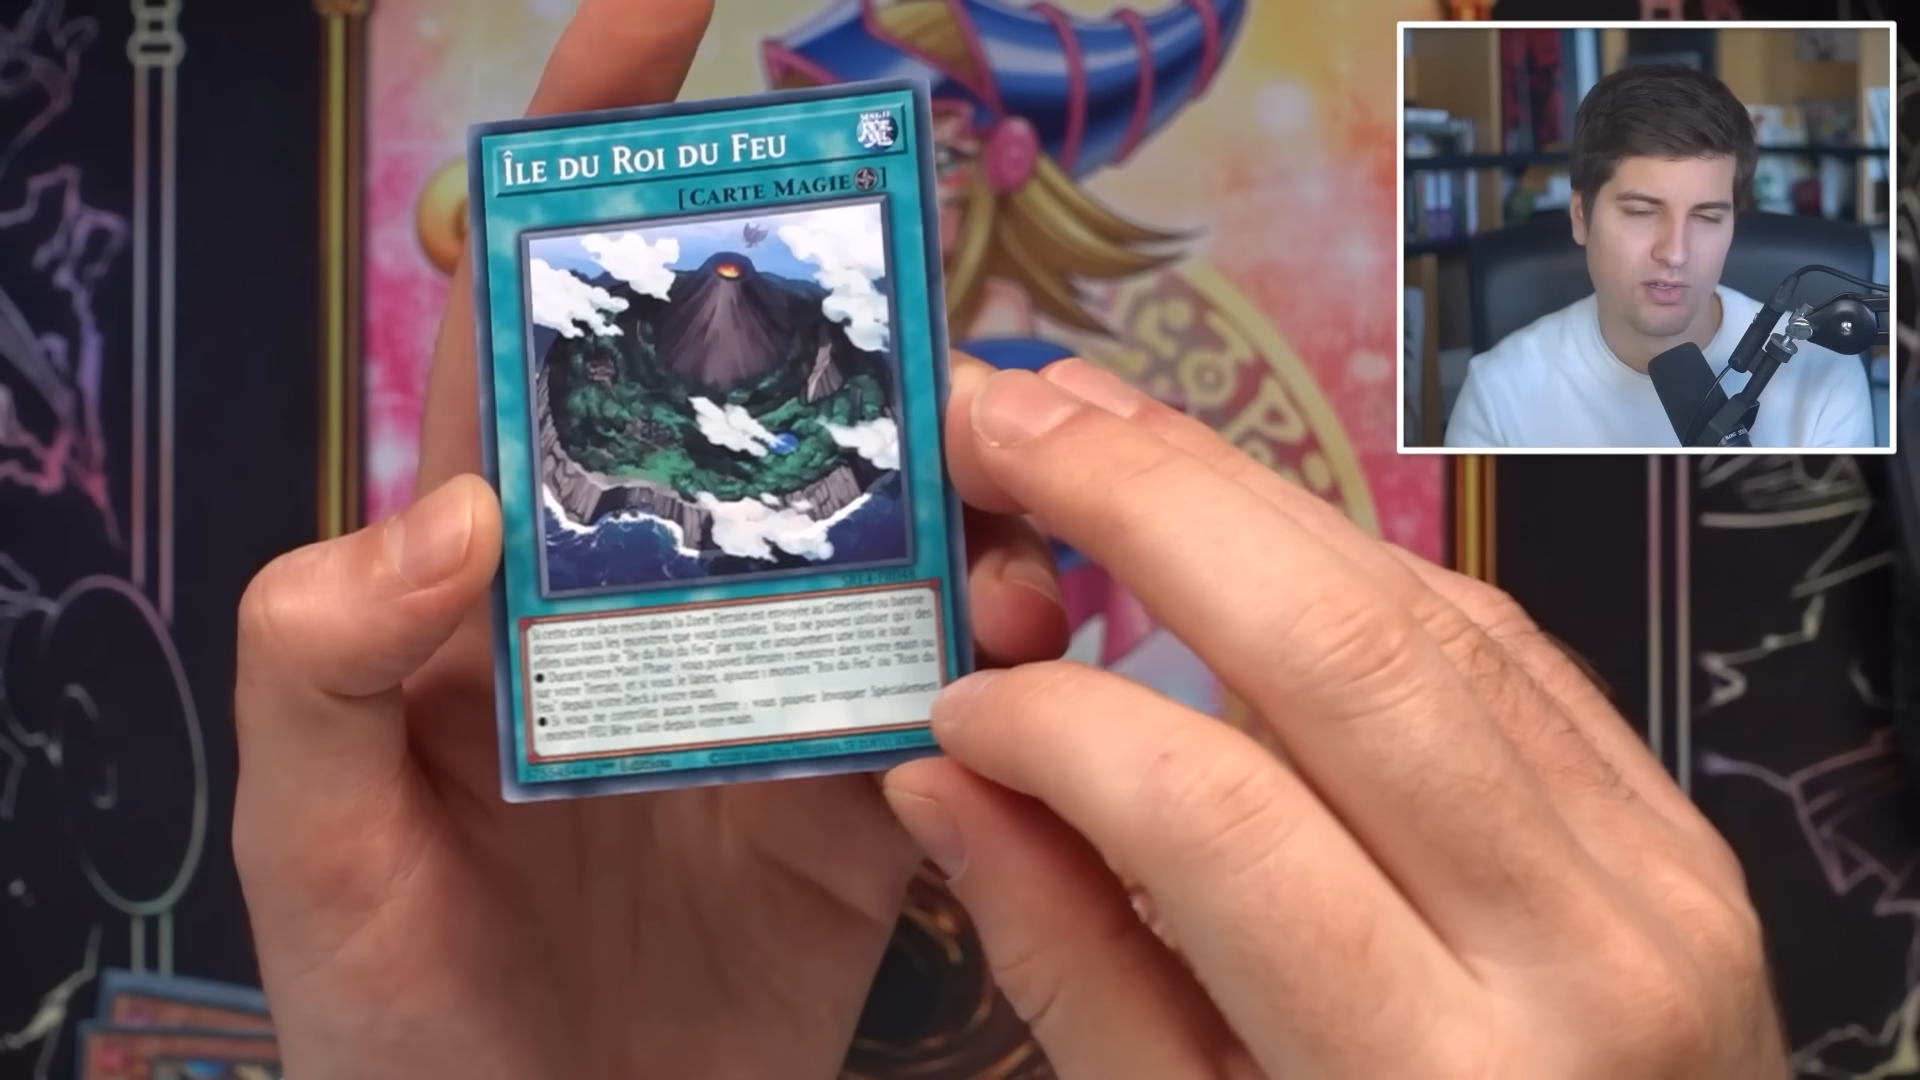 Île du Roi du Feu
[Carte Magie]
Si cette carte face recto dans la Zone Terrain est envoyée au Cimetière ou bannie :
détruisez tous les monstres que vous contrôlez. Vous ne pouvez utiliser qu'1 des
effets suivants de "Île du Roi du Feu" par tour, et uniquement une fois le tour.
● Durant votre Main Phase : vous pouvez détruire 1 monstre dans votre main ou
sur votre Terrain, et si vous le faites, ajoutez 1 monstre "Roi du Feu" ou "Rois du
Feu" depuis votre Deck à votre main.
● Si vous ne contrôlez aucun monstre : vous pouvez Invoquer Spécialement
1 monstre FEU Bête Ailée depuis votre main.
1ère Edition